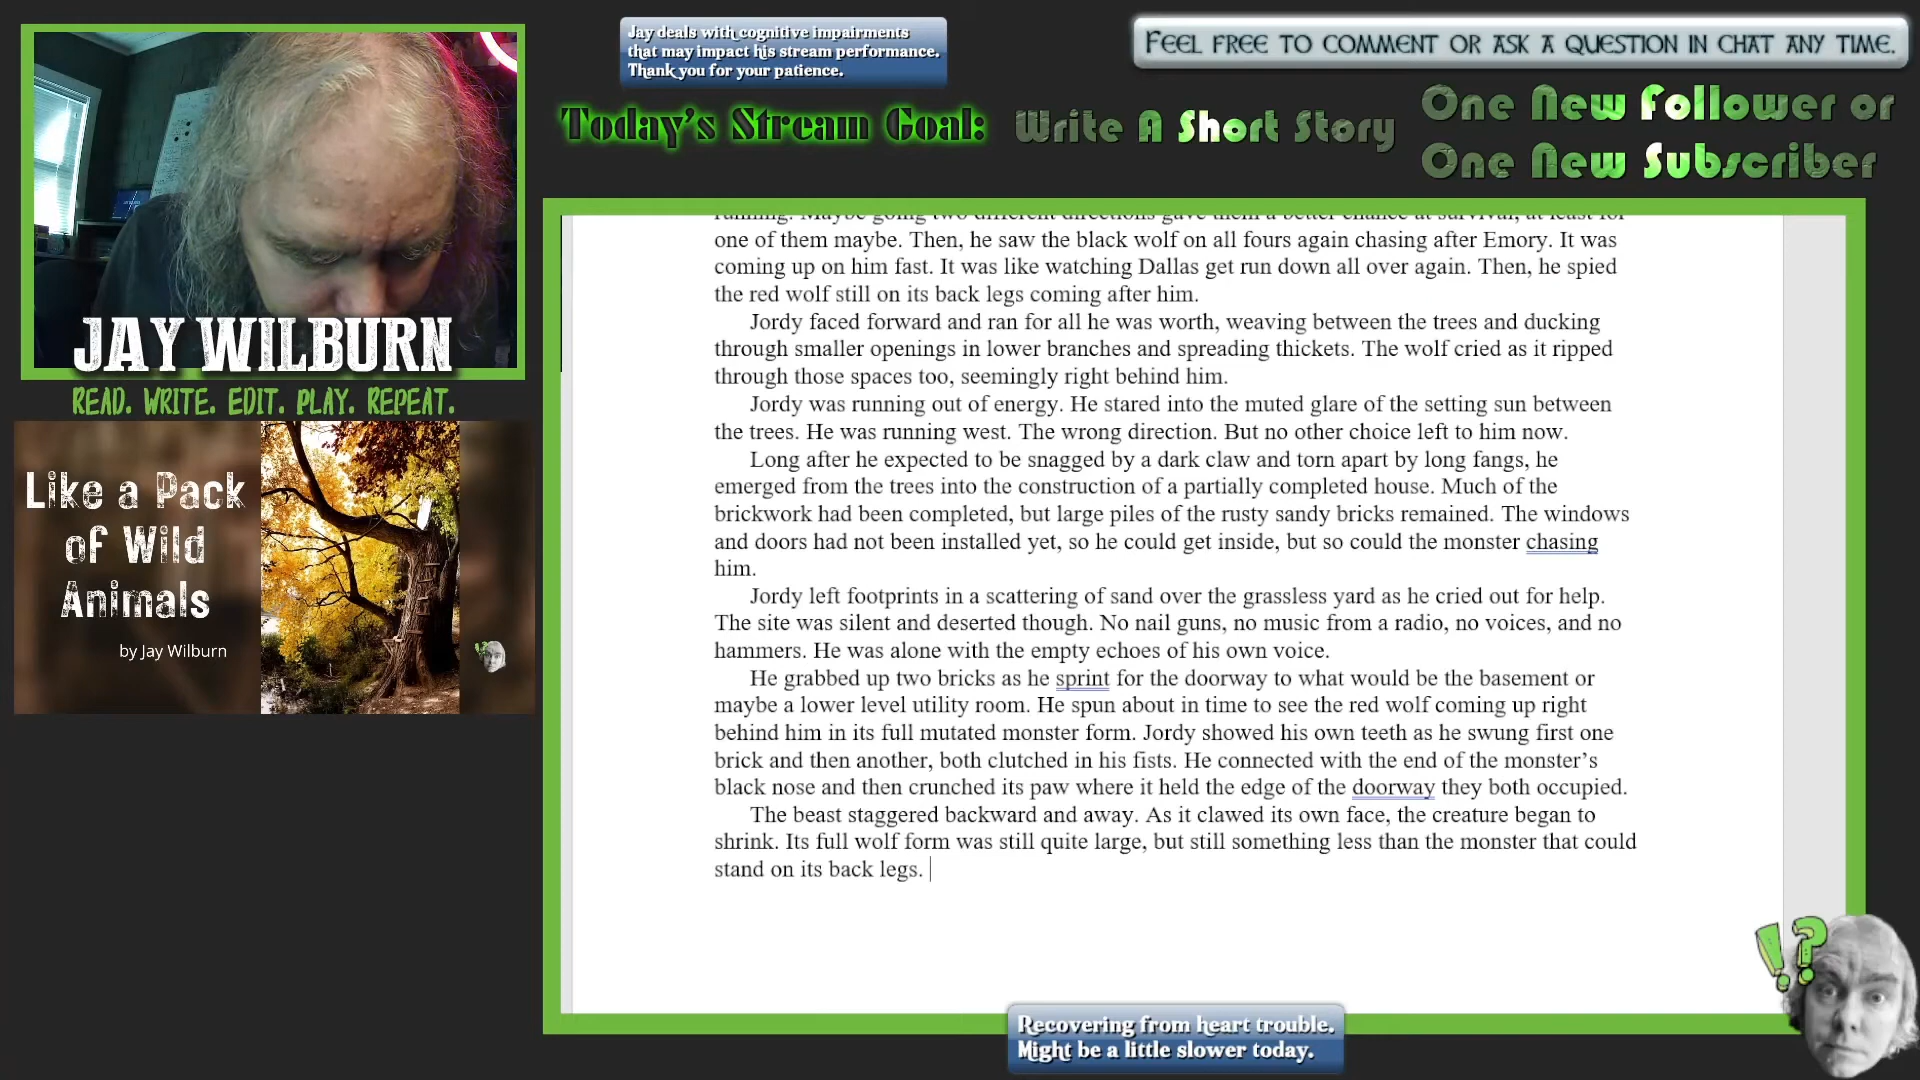 Jay deals with cognitive impairments
that may impact his stream performance.
Thank you for your patience.
Feel free to comment or ask a question in chat any time.
Today's Stream Goal:
Write A Short Story
One New Follower or
One New Subscriber
JAY WILBURN
READ. WRITE. EDIT. PLAY. REPEAT.
Like a Pack
of Wild
Animals
by Jay Wilburn
running. Maybe going two different directions gave them a better chance at survival, at least for
one of them maybe. Then, he saw the black wolf on all fours again chasing after Emory. It was
coming up on him fast. It was like watching Dallas get run down all over again. Then, he spied
the red wolf still on its back legs coming after him.
Jordy faced forward and ran for all he was worth, weaving between the trees and ducking
through smaller openings in lower branches and spreading thickets. The wolf cried as it ripped
through those spaces too, seemingly right behind him.
Jordy was running out of energy. He stared into the muted glare of the setting sun between
the trees. He was running west. The wrong direction. But no other choice left to him now.
Long after he expected to be snagged by a dark claw and torn apart by long fangs, he
emerged from the trees into the construction of a partially completed house. Much of the
brickwork had been completed, but large piles of the rusty sandy bricks remained. The windows
and doors had not been installed yet, so he could get inside, but so could the monster chasing
him.
Jordy left footprints in a scattering of sand over the grassless yard as he cried out for help.
The site was silent and deserted though. No nail guns, no music from a radio, no voices, and no
hammers. He was alone with the empty echoes of his own voice.
He grabbed up two bricks as he sprint for the doorway to what would be the basement or
maybe a lower level utility room. He spun about in time to see the red wolf coming up right
behind him in its full mutated monster form. Jordy showed his own teeth as he swung first one
brick and then another, both clutched in his fists. He connected with the end of the monster's
black nose and then crunched its paw where it held the edge of the doorway they both occupied.
The beast staggered backward and away. As it clawed its own face, the creature began to
shrink. Its full wolf form was still quite large, but still something less than the monster that could
stand on its back legs.
!?
Recovering from heart trouble.
Might be a little slower today.